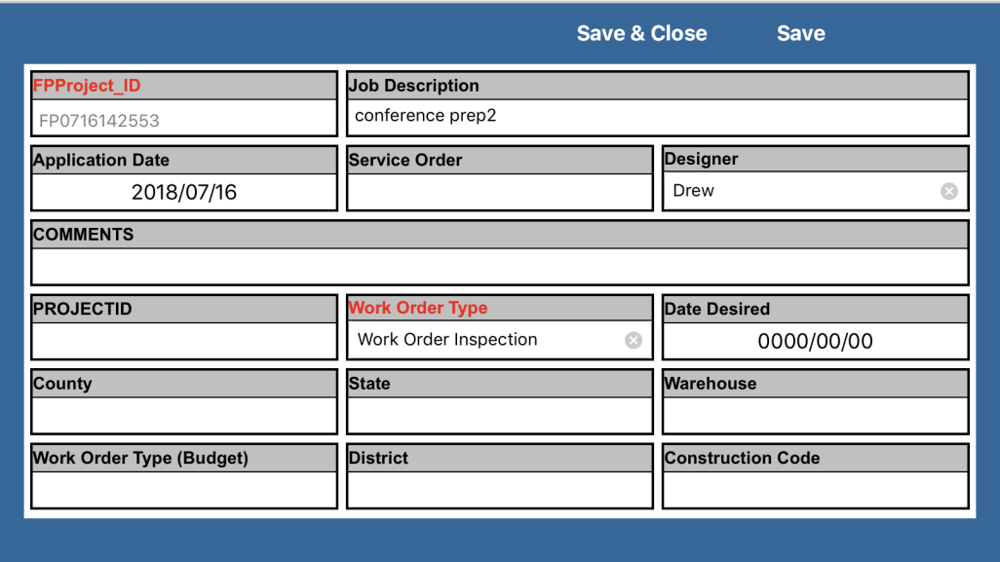 Save & Close Save
FPProject_ID Job Description
FP0716142553 conference prep2
Application Date Service Order Designer
2018/07/16 Drew
COMMENTS
PROJECTID Work Order Type Date Desired
Work Order Inspection 0000/00/00
County State Warehouse
Work Order Type (Budget) District Construction Code